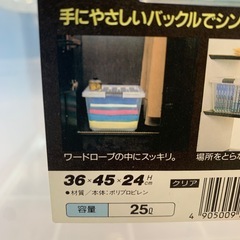 手にやさしいバックルでシン
ワードローブの中にスッキリ。
場所をとらな
36×45×24Hcm
クリア
●材質／本体：ポリプロピレン
容量 25ℓ
4 905009